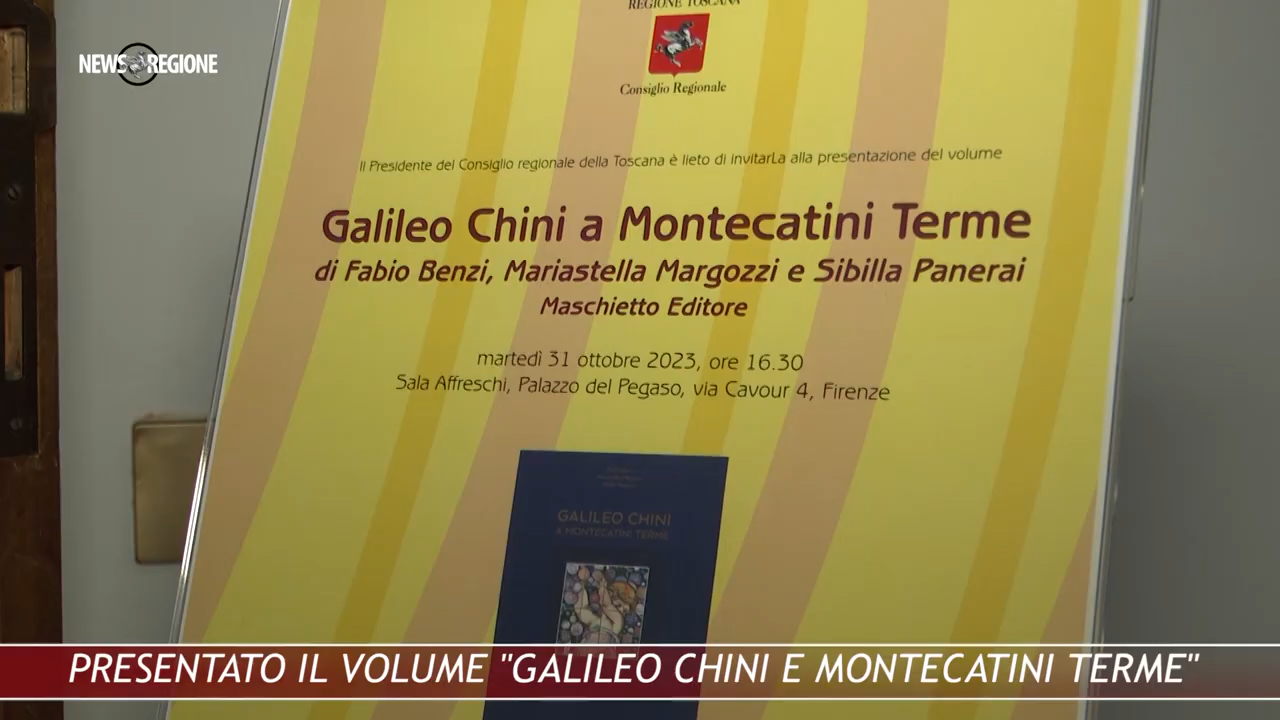 REGIONE TOSCANA
NEWS REGIONE
Consiglio Regionale
Il Presidente del Consiglio regionale della Toscana è lieto di invitarLa alla presentazione del volume
Galileo Chini a Montecatini Terme
di Fabio Benzi, Mariastella Margozzi e Sibilla Panerai
Maschietto Editore
martedì 31 ottobre 2023, ore 16.30
Sala Affreschi, Palazzo del Pegaso, via Cavour 4, Firenze
GALILEO CHINI
A MONTECATINI TERME
PRESENTATO IL VOLUME "GALILEO CHINI E MONTECATINI TERME"